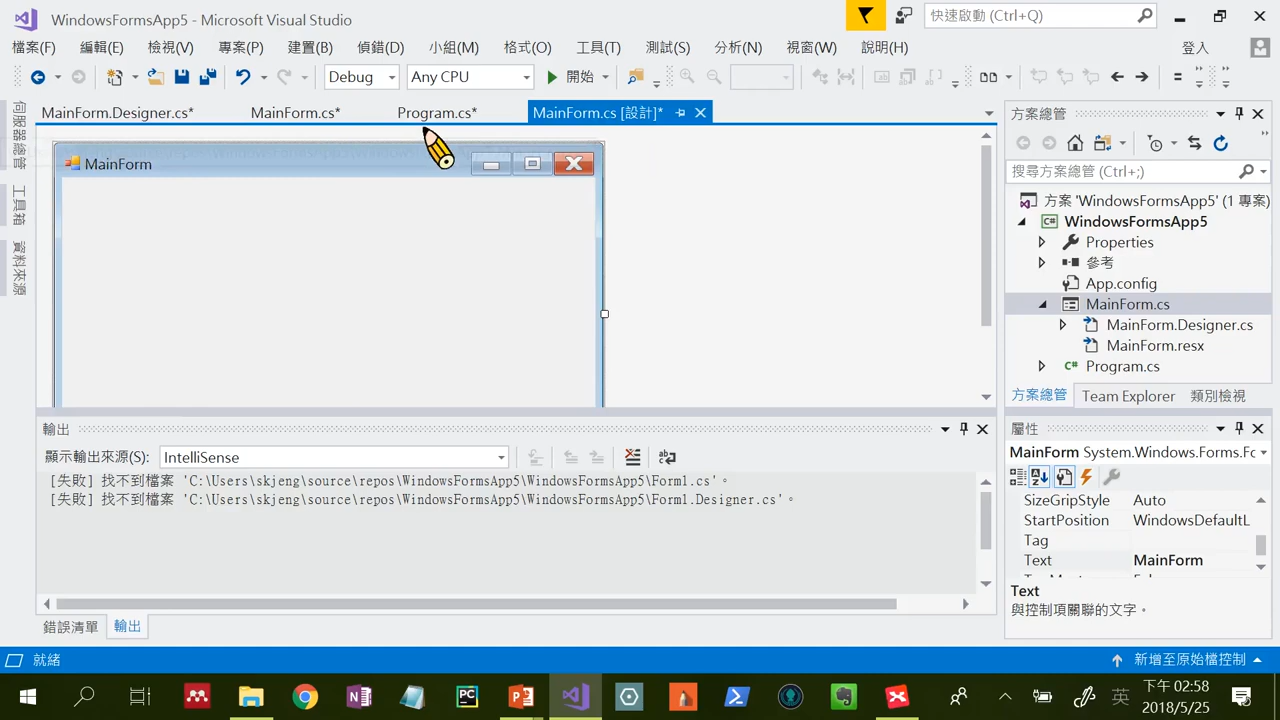 WindowsFormsApp5 - Microsoft Visual Studio
快速啟動 (Ctrl+Q)
檔案(F) 編輯(E) 檢視(V) 專案(P) 建置(B) 偵錯(D) 小組(M) 格式(O) 工具(T) 測試(S) 分析(N) 視窗(W) 說明(H) 登入
Debug Any CPU 開始
伺服器總管
工具箱
資料來源
MainForm.Designer.cs* MainForm.cs* Program.cs* MainForm.cs [設計]*
MainForm
方案總管
搜尋方案總管 (Ctrl+;)
方案 'WindowsFormsApp5' (1 專案)
C# WindowsFormsApp5
Properties
參考
App.config
MainForm.cs
MainForm.Designer.cs
MainForm.resx
C# Program.cs
方案總管 Team Explorer 類別檢視
輸出
顯示輸出來源(S): IntelliSense
[失敗] 找不到檔案 'C:\Users\skjeng\source\repos\WindowsFormsApp5\WindowsFormsApp5\Form1.cs'。
[失敗] 找不到檔案 'C:\Users\skjeng\source\repos\WindowsFormsApp5\WindowsFormsApp5\Form1.Designer.cs'。
錯誤清單 輸出
屬性
MainForm System.Windows.Forms.Fc
SizeGripStyle Auto
StartPosition WindowsDefaultL
Tag
Text MainForm
Text
與控制項關聯的文字。
就緒 新增至原始檔控制
英
下午 02:58
2018/5/25